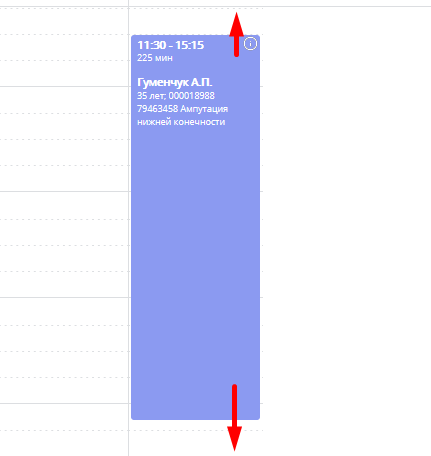 11:30 - 15:15
225 мин
Гуменчук А.П.
35 лет; 000018988
79463458 Ампутация
нижней конечности